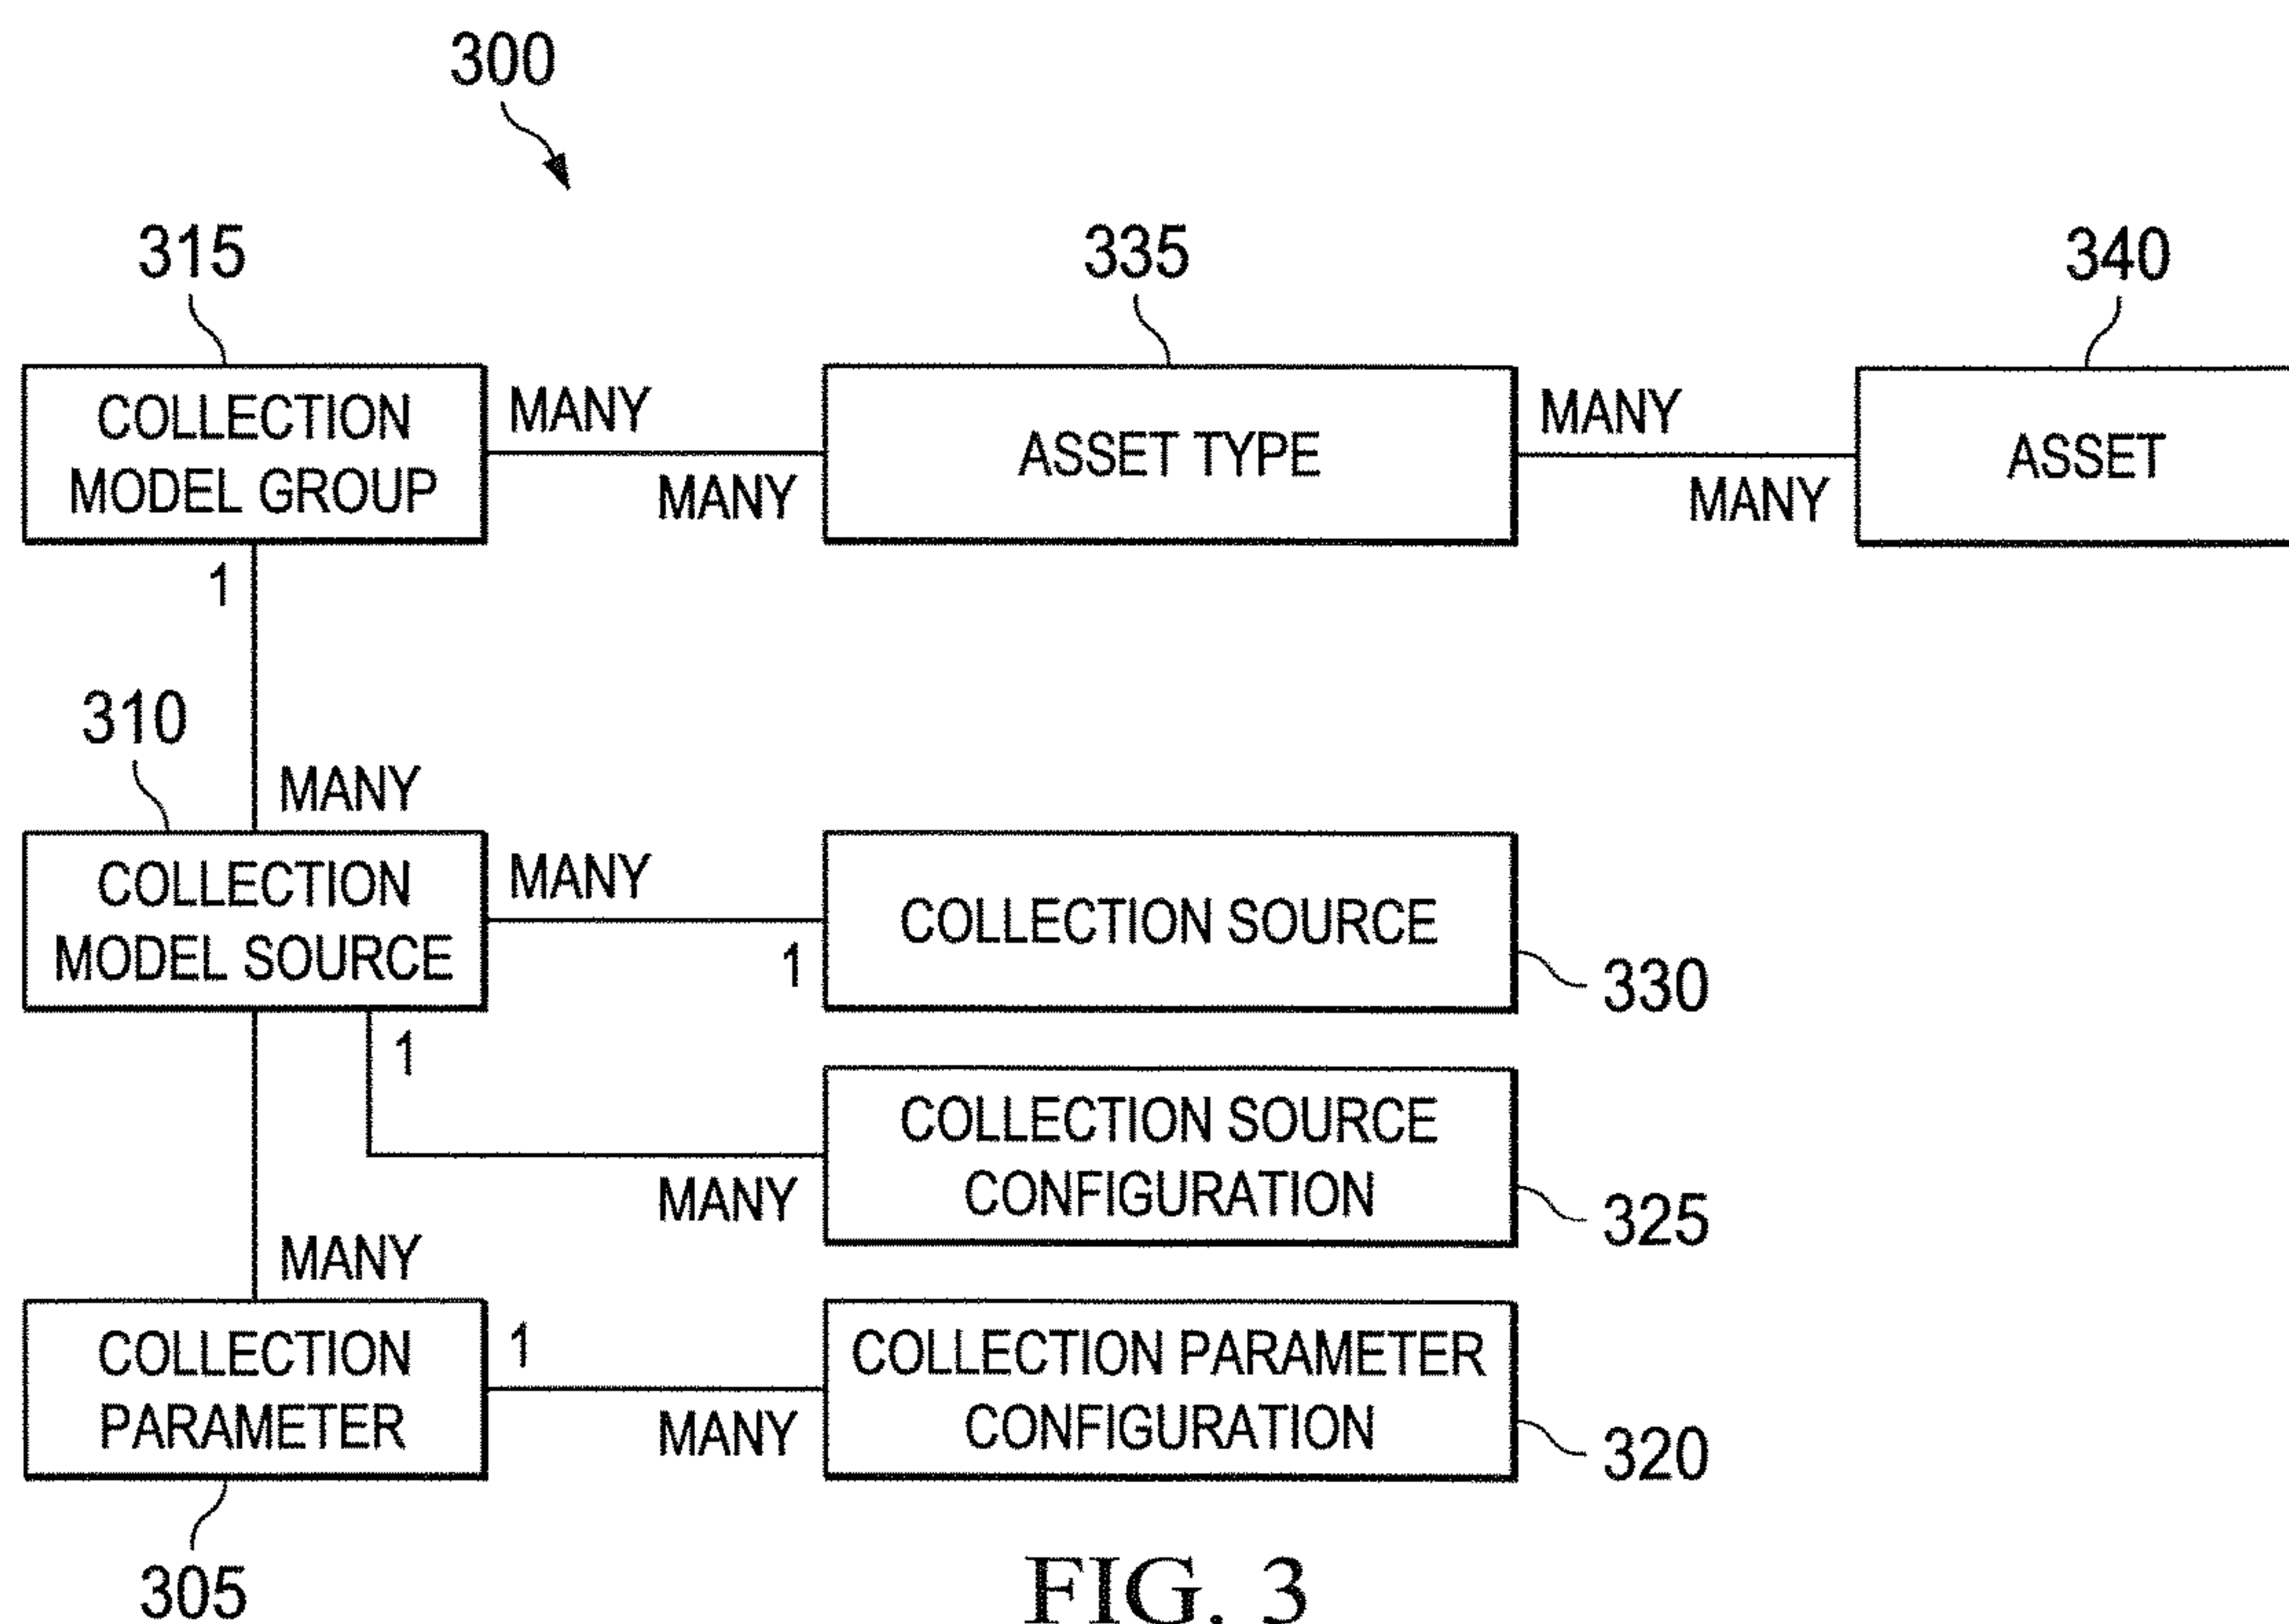 300
315
335
340
COLLECTION
MODEL GROUP
MANY
MANY
ASSET TYPE
MANY
MANY
ASSET
1
310
MANY
COLLECTION
MODEL SOURCE
MANY
1
COLLECTION SOURCE
330
1
MANY
COLLECTION SOURCE
CONFIGURATION
325
MANY
COLLECTION
PARAMETER
1
MANY
COLLECTION PARAMETER
CONFIGURATION
320
305
FIG. 3